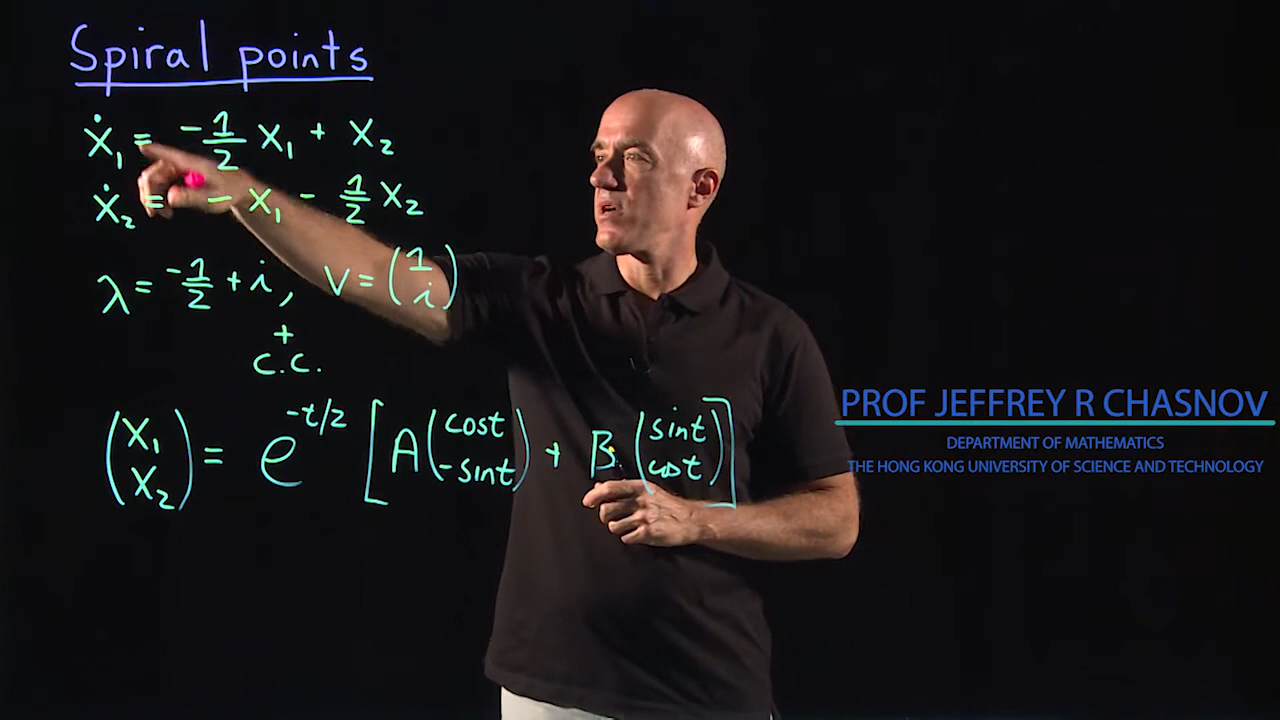 Spiral points
ẋ₁ = -1/2 x₁ + x₂
ẋ₂ = - x₁ - 1/2 x₂
λ = -1/2 + i, v = (1 i)
+
c.c.
(x₁ x₂) = e^(-t/2) [A (cost -sint) + B (sint cost)]
PROF JEFFREY R CHASNOV
DEPARTMENT OF MATHEMATICS
THE HONG KONG UNIVERSITY OF SCIENCE AND TECHNOLOGY